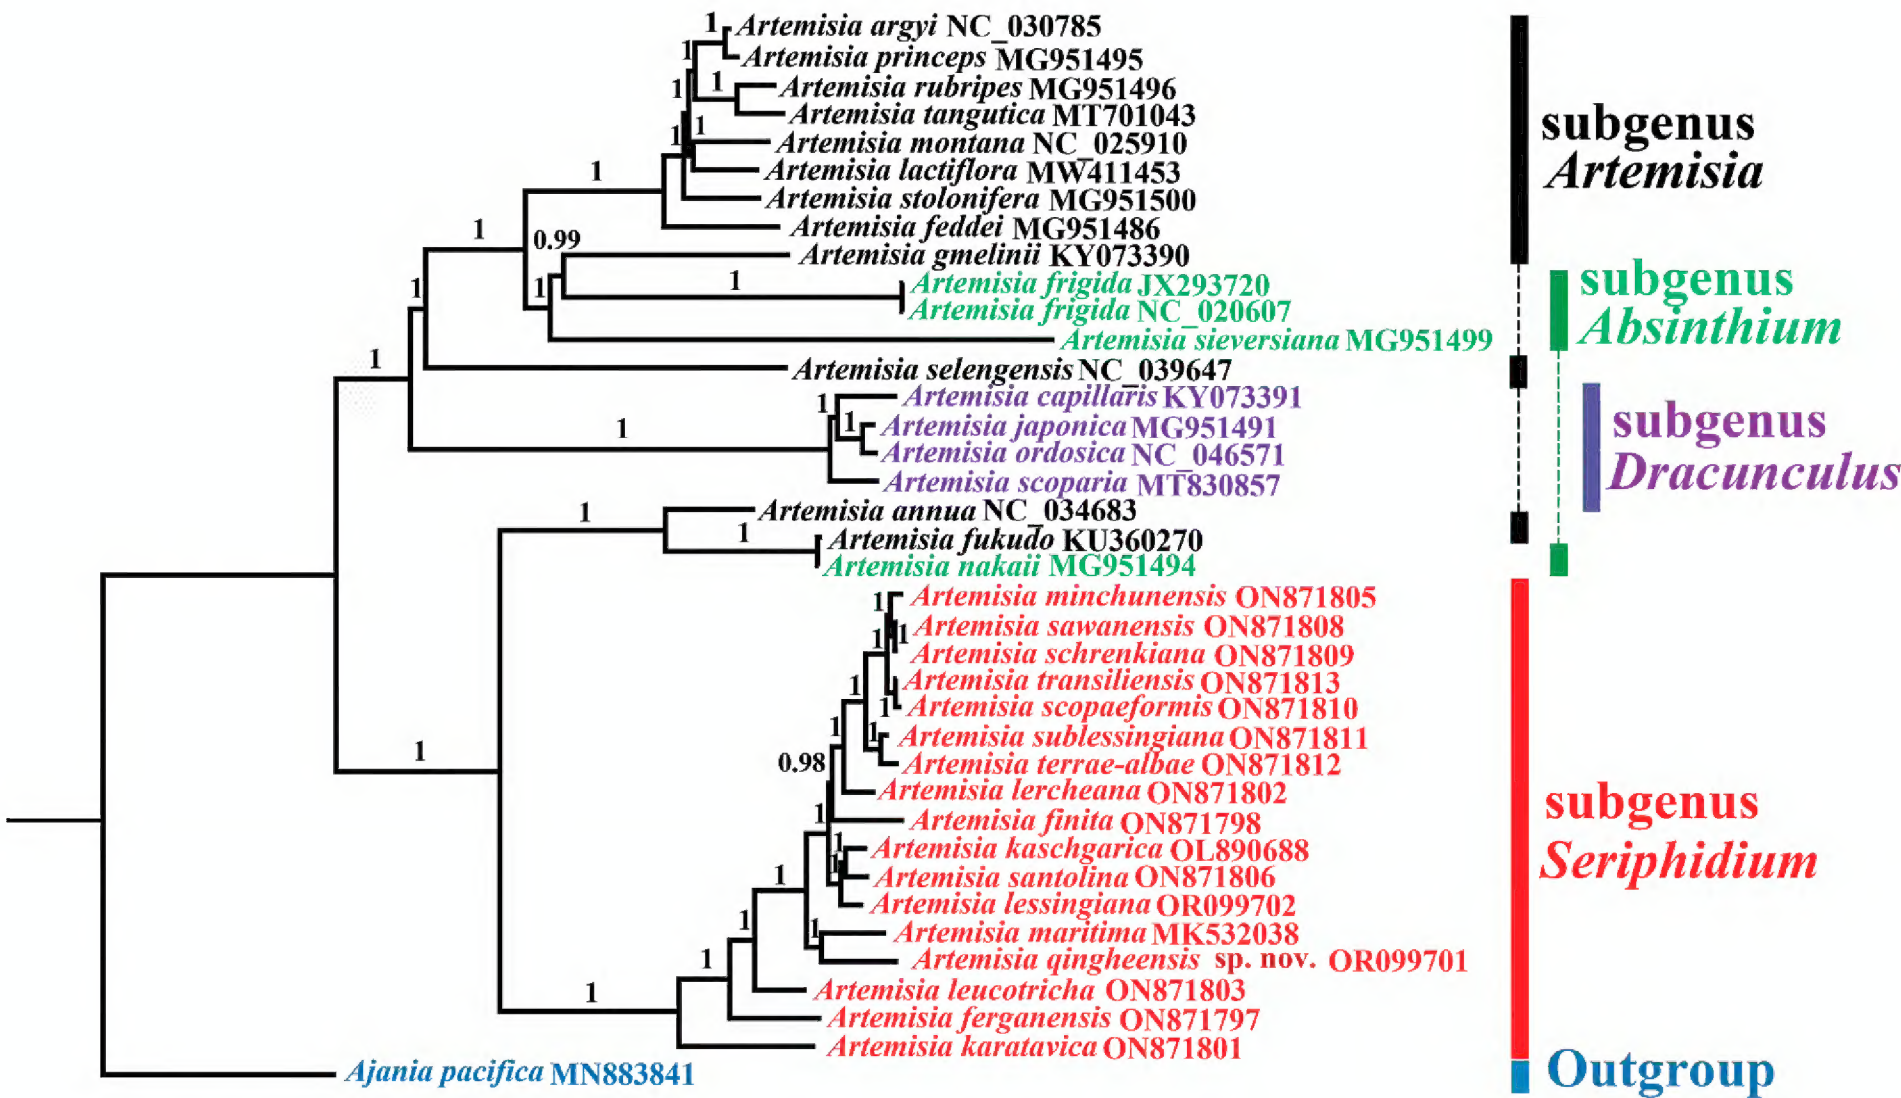 1
Artemisia argyi NC_030785
1
Artemisia princeps MG951495
1
1
Artemisia rubripes MG951496
Artemisia tangutica MT701043
1
1
Artemisia montana NC_025910
Artemisia lactiflora MW411453
1
Artemisia stolonifera MG951500
1
Artemisia feddei MG951486
0.99
Artemisia gmelinii KY073390
1
1
1
Artemisia frigida JX293720
Artemisia frigida NC_020607
Artemisia sieversiana MG951499
1
Artemisia selengensis NC_039647
1
Artemisia capillaris KY073391
1
1
Artemisia japonica MG951491
Artemisia ordosica NC_046571
Artemisia scoparia MT830857
1
Artemisia annua NC_034683
1
Artemisia fukudo KU360270
Artemisia nakaii MG951494
1
Artemisia minchunensis ON871805
1
1
Artemisia sawanensis ON871808
Artemisia schrenkiana ON871809
1
Artemisia transiliensis ON871813
1
Artemisia scopaeformis ON871810
1
1
Artemisia sublessingiana ON871811
0.98
Artemisia terrae-albae ON871812
Artemisia lercheana ON871802
1
Artemisia finita ON871798
1
Artemisia kaschgarica OL890688
1
1
Artemisia santolina ON871806
Artemisia lessingiana OR099702
1
1
Artemisia maritima MK532038
1
Artemisia qingheensis sp. nov. OR099701
1
Artemisia leucotricha ON871803
Artemisia ferganensis ON871797
1
Artemisia karatavica ON871801
Ajania pacifica MN883841
subgenus
Artemisia
subgenus
Absinthium
subgenus
Dracunculus
subgenus
Seriphidium
Outgroup